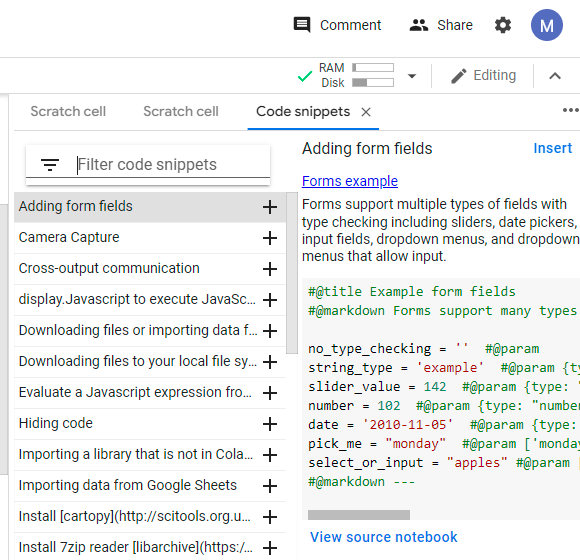 Comment Share M
RAM
Disk
Editing
Scratch cell Scratch cell Code snippets
Filter code snippets
Adding form fields
Camera Capture
Cross-output communication
display.Javascript to execute JavaSc...
Downloading files or importing data f...
Downloading files to your local file sy...
Evaluate a Javascript expression fro...
Hiding code
Importing a library that is not in Cola...
Importing data from Google Sheets
Install [cartopy](http://scitools.org.u...
Install 7zip reader [libarchive](https:/...
Adding form fields Insert
Forms example
Forms support multiple types of fields with
type checking including sliders, date pickers,
input fields, dropdown menus, and dropdown
menus that allow input.
#@title Example form fields
#@markdown Forms support many types
no_type_checking = '' #@param
string_type = 'example' #@param {ty
slider_value = 142 #@param {type: "
number = 102 #@param {type: "numbe
date = '2010-11-05' #@param {type:
pick_me = "monday" #@param ['monday
select_or_input = "apples" #@param [
#@markdown ---
View source notebook